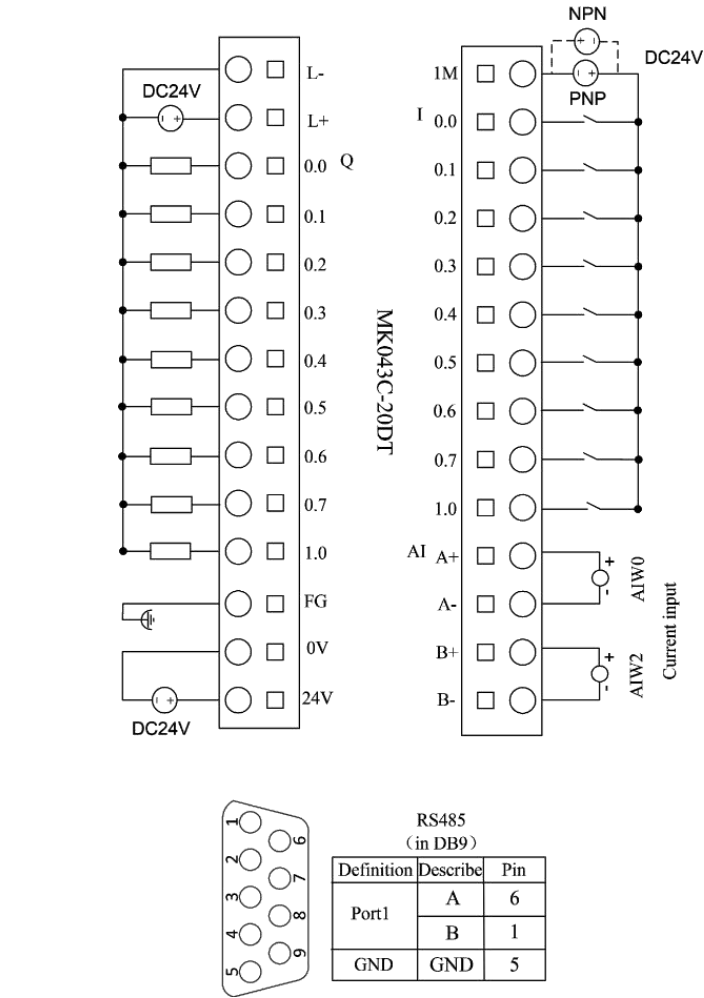 NPN
+ -
DC24V
+ -
PNP
DC24V
- +
L-
L+
0.0 Q
0.1
0.2
0.3
0.4
0.5
0.6
0.7
1.0
FG
0V
24V
- +
DC24V
MK043C-20DT
1M
I 0.0
0.1
0.2
0.3
0.4
0.5
0.6
0.7
1.0
AI A+
A-
B+
B-
+
-
AIW0
+
-
AIW2
Current input
1
2
3
4
5
6
7
8
9
RS485
(in DB9)
Definition Describe Pin
Port1 A 6
B 1
GND GND 5